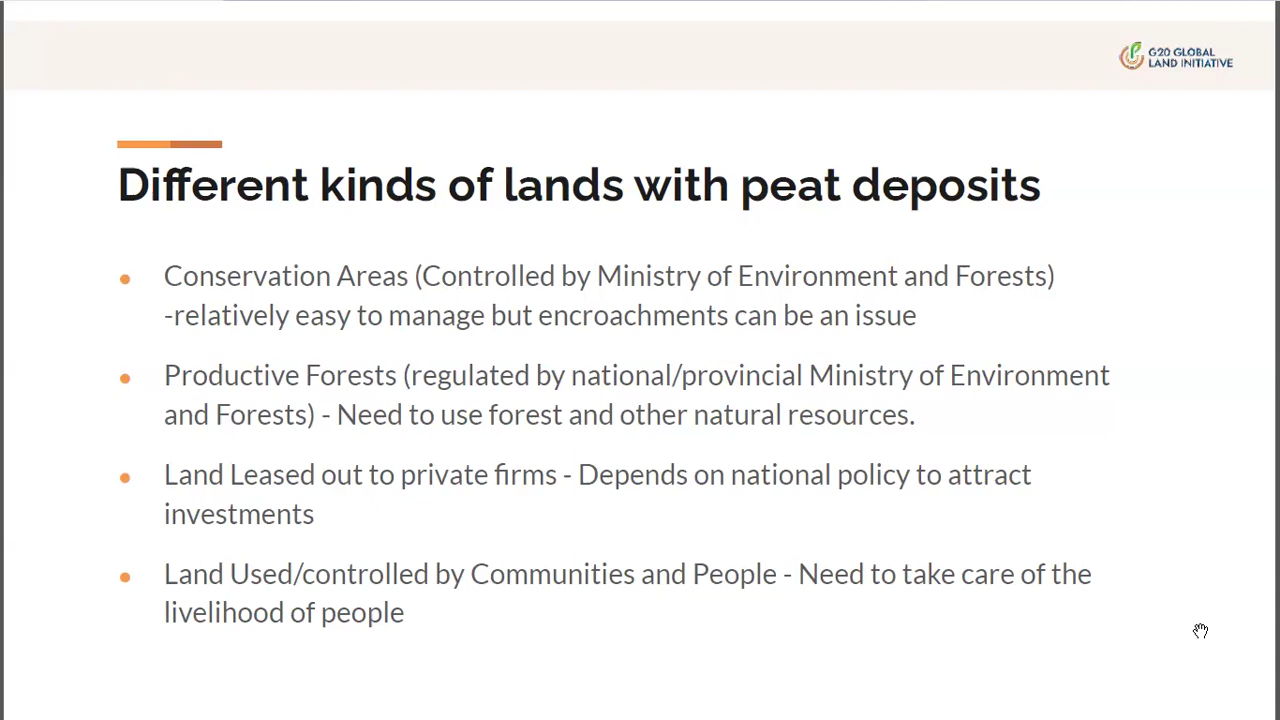 G20 GLOBAL
LAND INITIATIVE
Different kinds of lands with peat deposits
● Conservation Areas (Controlled by Ministry of Environment and Forests)
-relatively easy to manage but encroachments can be an issue
● Productive Forests (regulated by national/provincial Ministry of Environment
and Forests) - Need to use forest and other natural resources.
● Land Leased out to private firms - Depends on national policy to attract
investments
● Land Used/controlled by Communities and People - Need to take care of the
livelihood of people